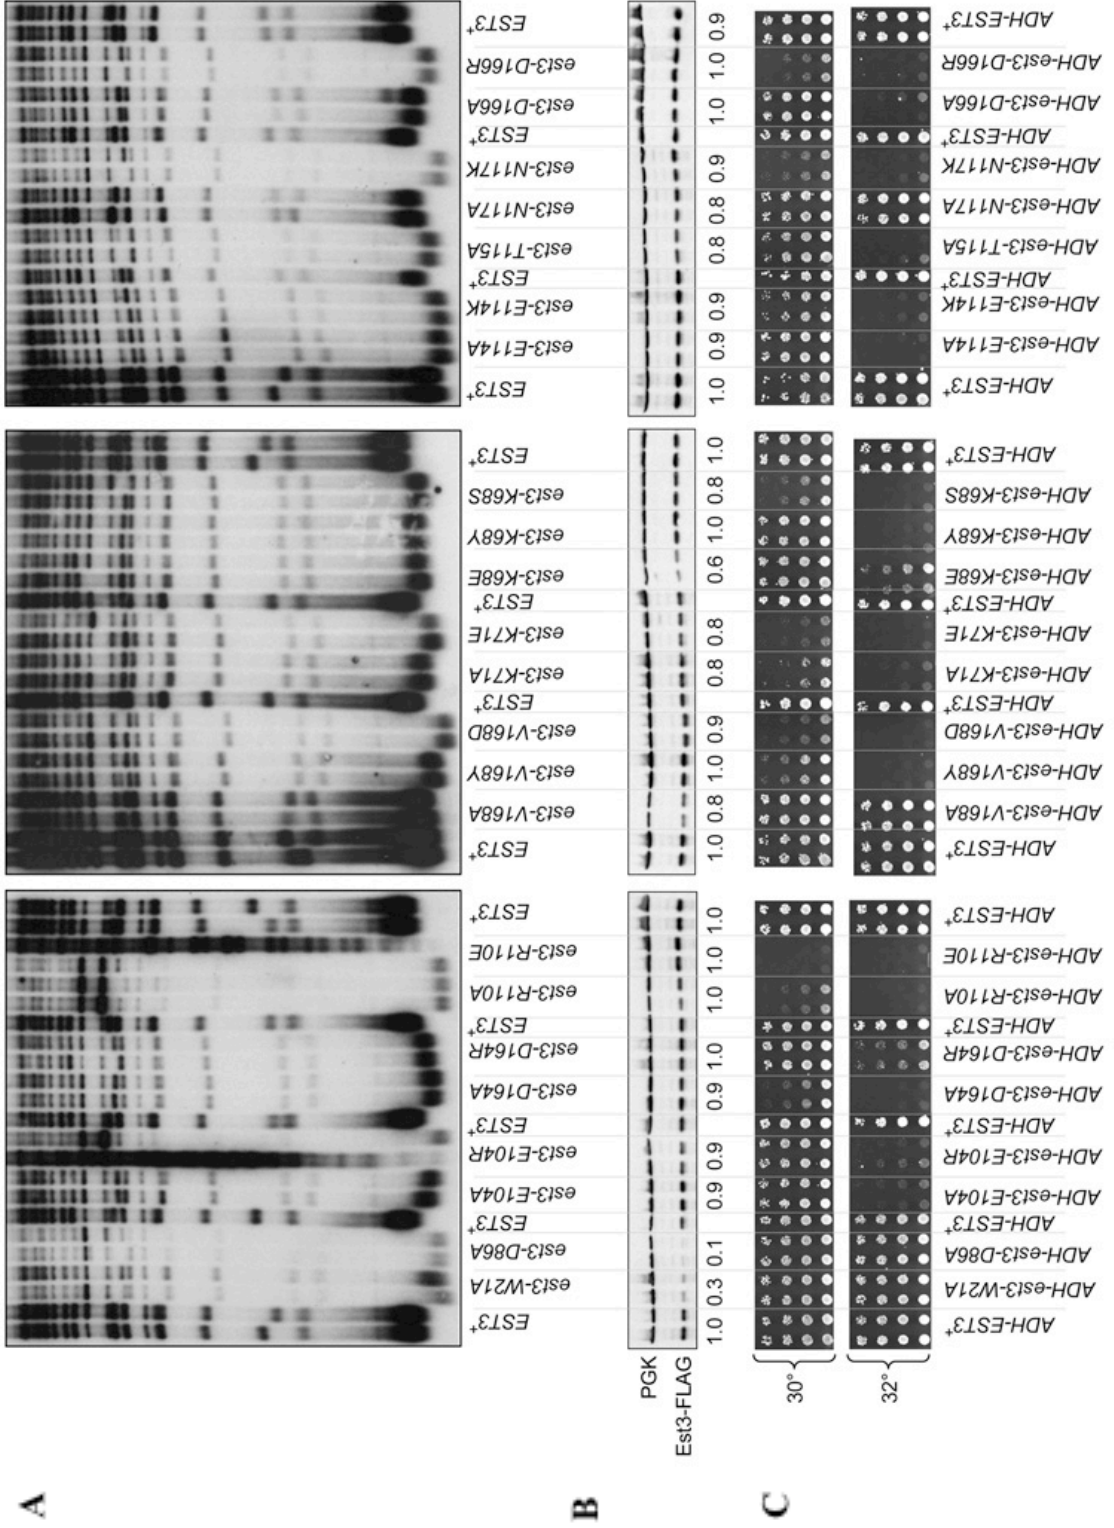 A
EST3+
est3-W21A
est3-D86A
EST3+
est3-E104A
est3-E104R
EST3+
est3-D164A
est3-D164R
EST3+
est3-R110A
est3-R110E
EST3+
EST3+
est3-V168A
est3-V168Y
est3-V168D
EST3+
est3-K71A
est3-K71E
EST3+
est3-K68E
est3-K68Y
est3-K68S
EST3+
EST3+
est3-E114A
est3-E114K
EST3+
est3-T115A
est3-N117A
est3-N117K
EST3+
est3-D166A
est3-D166R
EST3+
B
PGK
Est3-FLAG
1.0 0.3 0.1 0.9 0.9 0.9 1.0 1.0 1.0 1.0
1.0 0.8 1.0 0.9 0.8 0.8 0.6 1.0 0.8 1.0
1.0 0.9 0.9 0.8 0.8 0.9 1.0 1.0 0.9
C
30°
32°
ADH-EST3+
ADH-est3-W21A
ADH-est3-D86A
ADH-EST3+
ADH-est3-E104A
ADH-est3-E104R
ADH-EST3+
ADH-est3-D164A
ADH-est3-D164R
ADH-EST3+
ADH-est3-R110A
ADH-est3-R110E
ADH-EST3+
ADH-EST3+
ADH-est3-V168A
ADH-est3-V168Y
ADH-est3-V168D
ADH-EST3+
ADH-est3-K71A
ADH-est3-K71E
ADH-EST3+
ADH-est3-K68E
ADH-est3-K68Y
ADH-est3-K68S
ADH-EST3+
ADH-EST3+
ADH-est3-E114A
ADH-est3-E114K
ADH-EST3+
ADH-est3-T115A
ADH-est3-N117A
ADH-est3-N117K
ADH-EST3+
ADH-est3-D166A
ADH-est3-D166R
ADH-EST3+